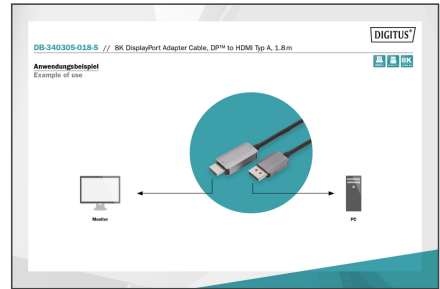 DIGITUS®
DB-340305-018-S // 8K DisplayPort Adapter Cable, DP™ to HDMI Typ A, 1.8m
8K
Anwendungsbeispiel
Example of use
Monitor
PC